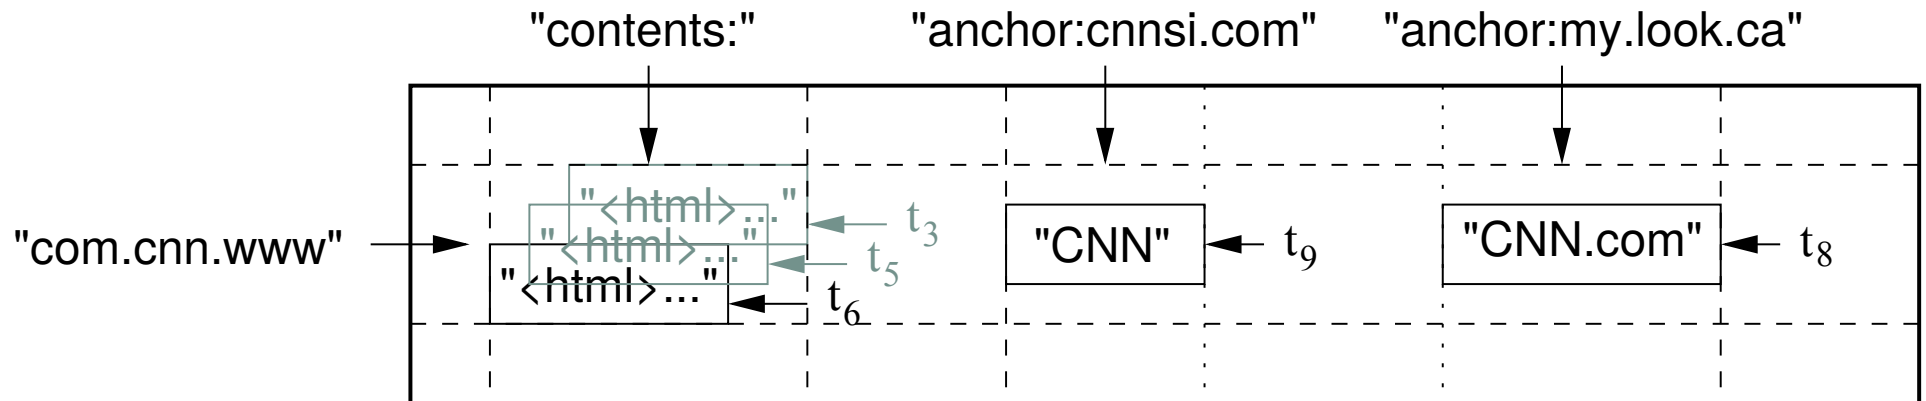 "contents:" "anchor:cnnsi.com" "anchor:my.look.ca"
"<html>..." t3
"com.cnn.www" "<html>..." t5 "CNN" t9 "CNN.com" t8
"<html>..." t6